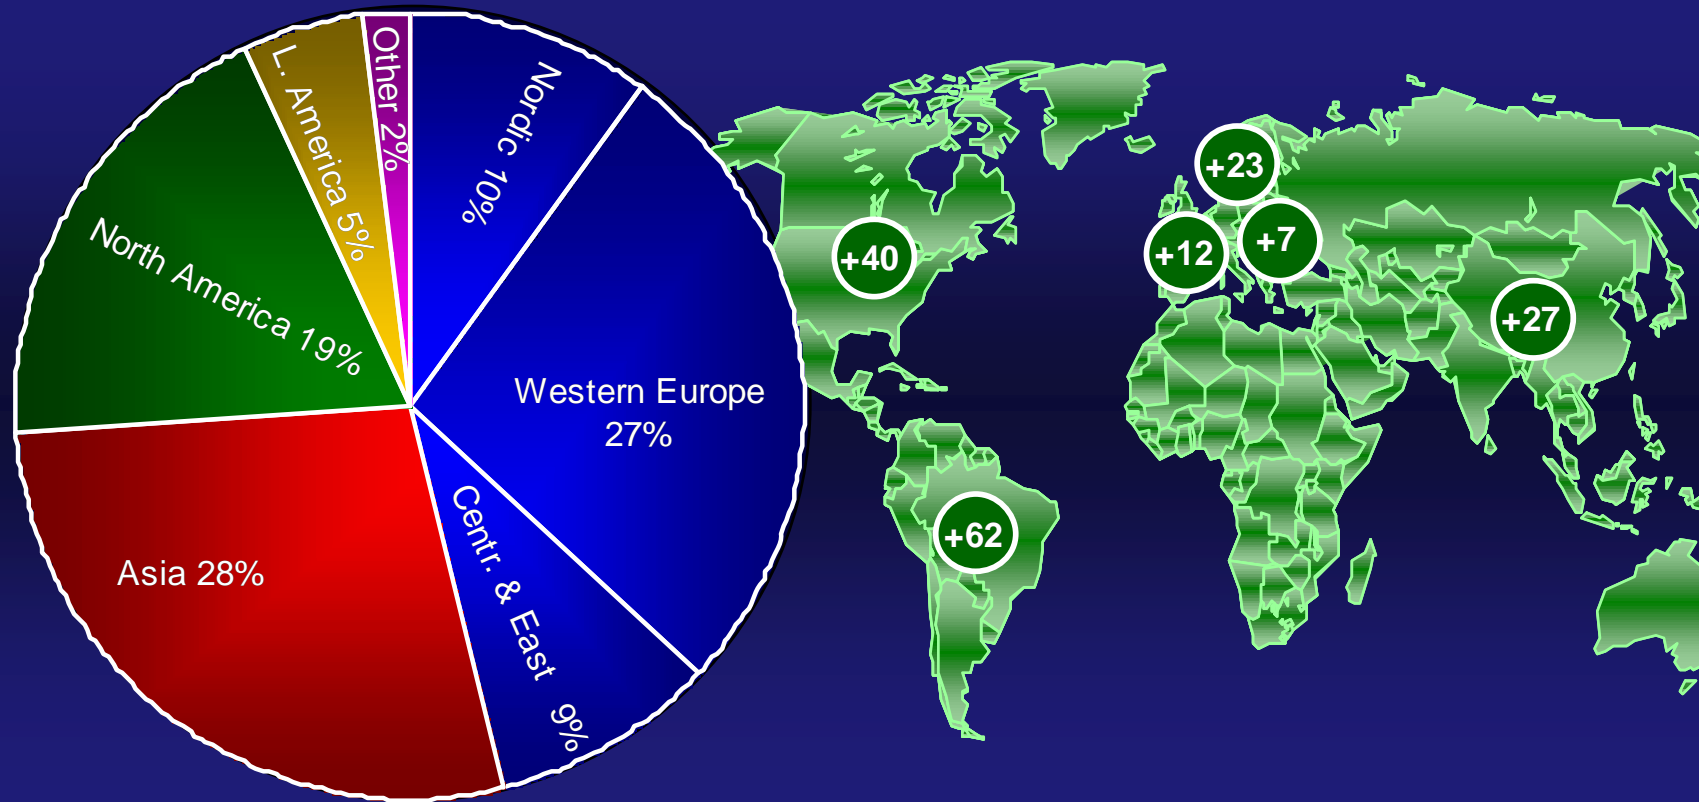 Nordic 10%
Western Europe
27%
Centr. & East 9%
Asia 28%
North America 19%
L. America 5%
Other 2%
+23
+12
+7
+40
+27
+62